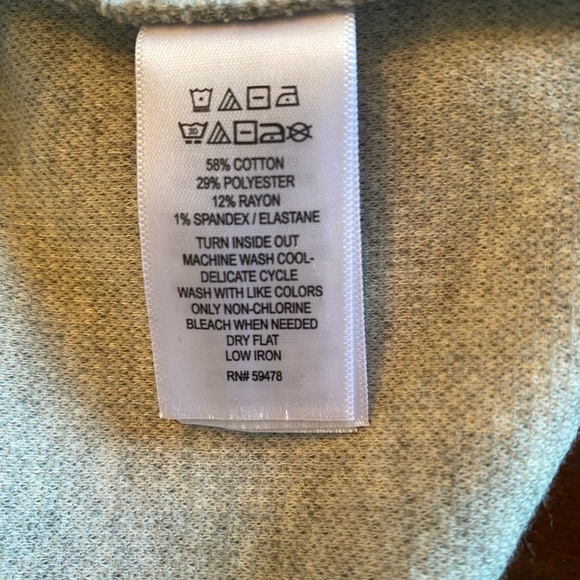 30
58% COTTON
29% POLYESTER
12% RAYON
1% SPANDEX / ELASTANE
TURN INSIDE OUT
MACHINE WASH COOL-
DELICATE CYCLE
WASH WITH LIKE COLORS
ONLY NON-CHLORINE
BLEACH WHEN NEEDED
DRY FLAT
LOW IRON
RN# 59478